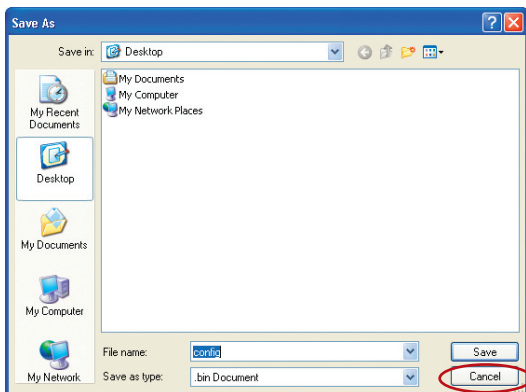 Save As
Save in: Desktop
My Documents
My Computer
My Network Places
My Recent
Documents
Desktop
My Documents
My Computer
My Network
File name: config Save
Save as type: .bin Document Cancel